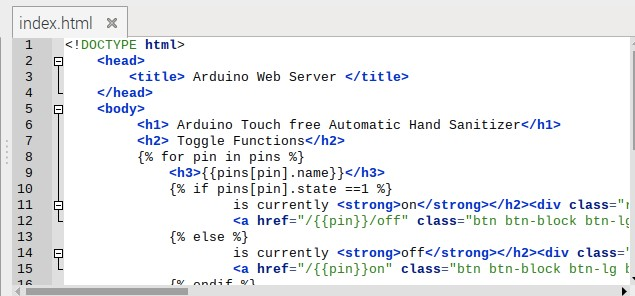 index.html
1 <!DOCTYPE html>
2 <head>
3 <title> Arduino Web Server </title>
4 </head>
5 <body>
6 <h1> Arduino Touch free Automatic Hand Sanitizer</h1>
7 <h2> Toggle Functions</h2>
8 {% for pin in pins %}
9 <h3>{{pins[pin].name}}</h3>
10 {% if pins[pin].state ==1 %}
11 is currently <strong>on</strong></h2><div class="r
12 <a href="/{{pin}}/off" class="btn btn-block btn-lg
13 {% else %}
14 is currently <strong>off</strong></h2><div class="
15 <a href="/{{pin}}on" class="btn btn-block btn-lg b
16 {% endif %}